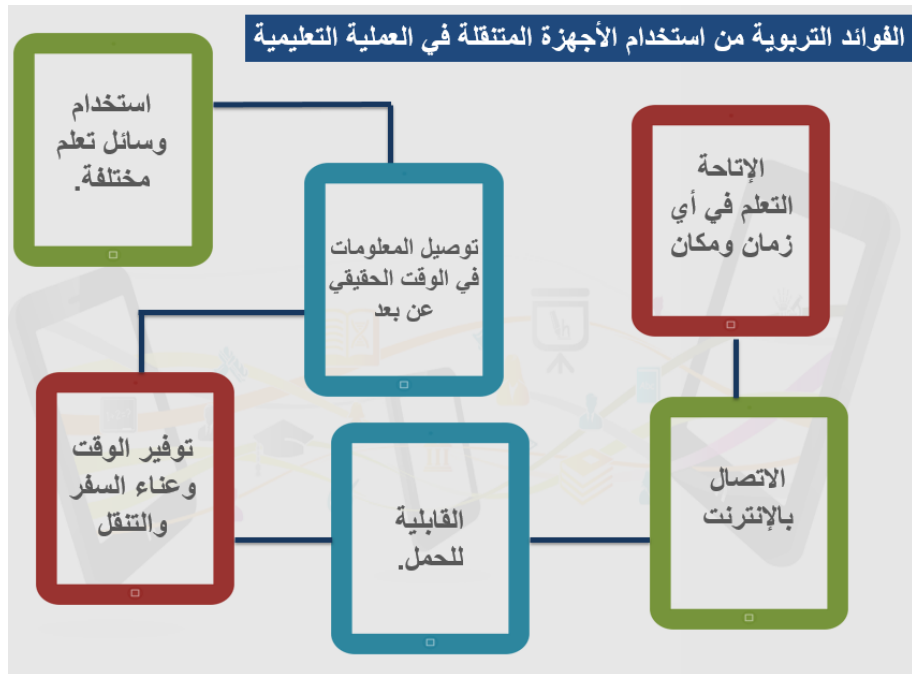 الفوائد التربوية من استخدام الأجهزة المتنقلة في العملية التعليمية
الإتاحة
التعلم في أي
زمان ومكان
الاتصال
بالإنترنت
القابلية
للحمل.
توفير الوقت
وعناء السفر
والتنقل
توصيل المعلومات
في الوقت الحقيقي
عن بعد
استخدام
وسائل تعلم
مختلفة.